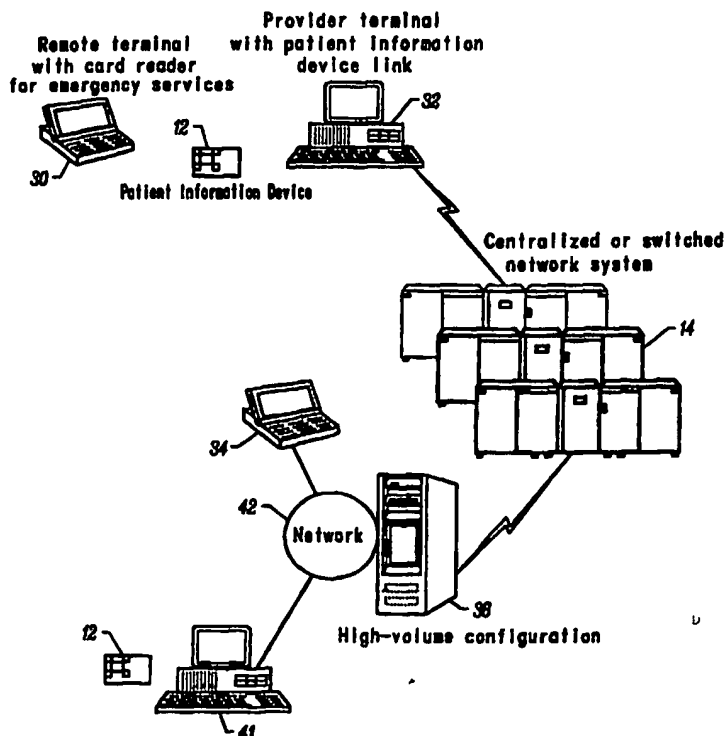 Provider terminal
with patient information
device link
Remote terminal
with card reader
for emergency services
32
12
30
Patient Information Device
Centralized or switched
network system
14
34
42
Network
38
High-volume configuration
12
41